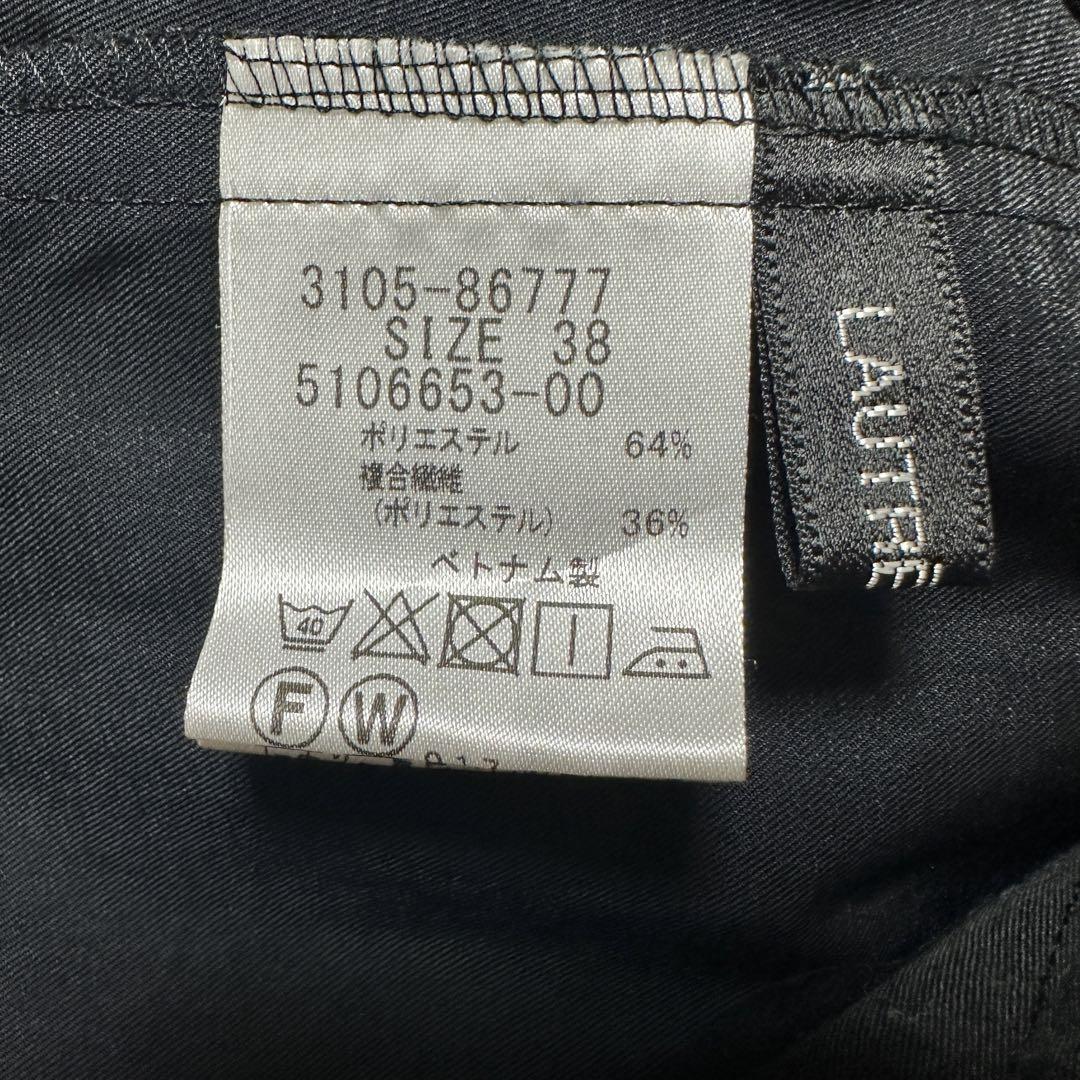 3105-86777
SIZE 38
5106653-00
ポリエステル 64%
複合繊維
(ポリエステル) 36%
ベトナム製
40
F W
LAUTRE